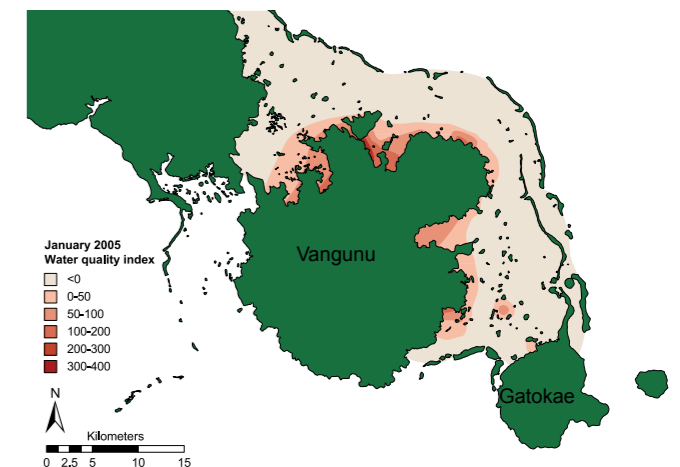 Vangunu
Gatokae
January 2005
Water quality index
<0
0-50
50-100
100-200
200-300
300-400
N
Kilometers
0 2.5 5 10 15